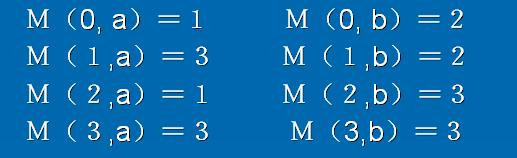 M（0, a）＝1 M（0, b）＝2
M（1,a）＝3 M（1,b）＝2
M（2,a）＝1 M（2,b）＝3
M（3,a）＝3 M（3,b）＝3